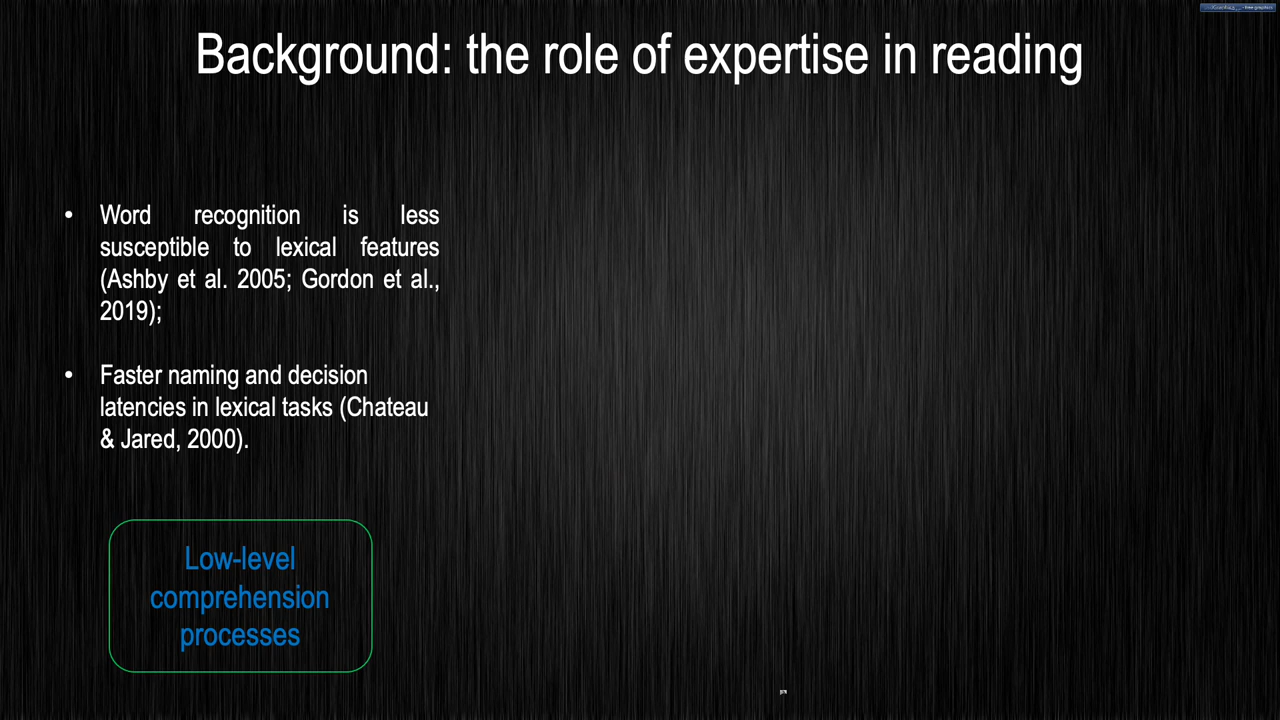 Background: the role of expertise in reading
• Word recognition is less
susceptible to lexical features
(Ashby et al. 2005; Gordon et al.,
2019);
• Faster naming and decision
latencies in lexical tasks (Chateau
& Jared, 2000).
Low-level
comprehension
processes